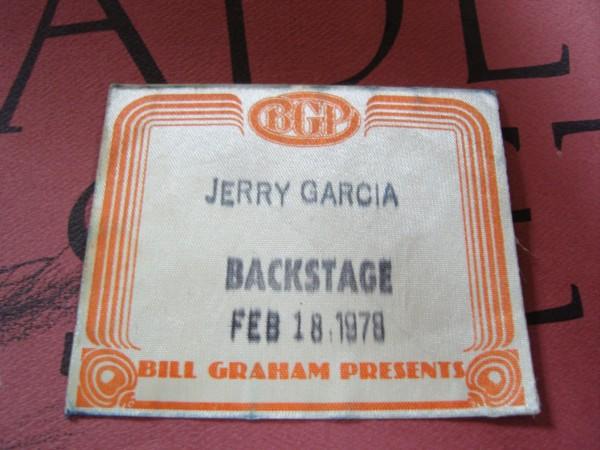 BGP
JERRY GARCIA
BACKSTAGE
FEB 18. 1978
BILL GRAHAM PRESENTS